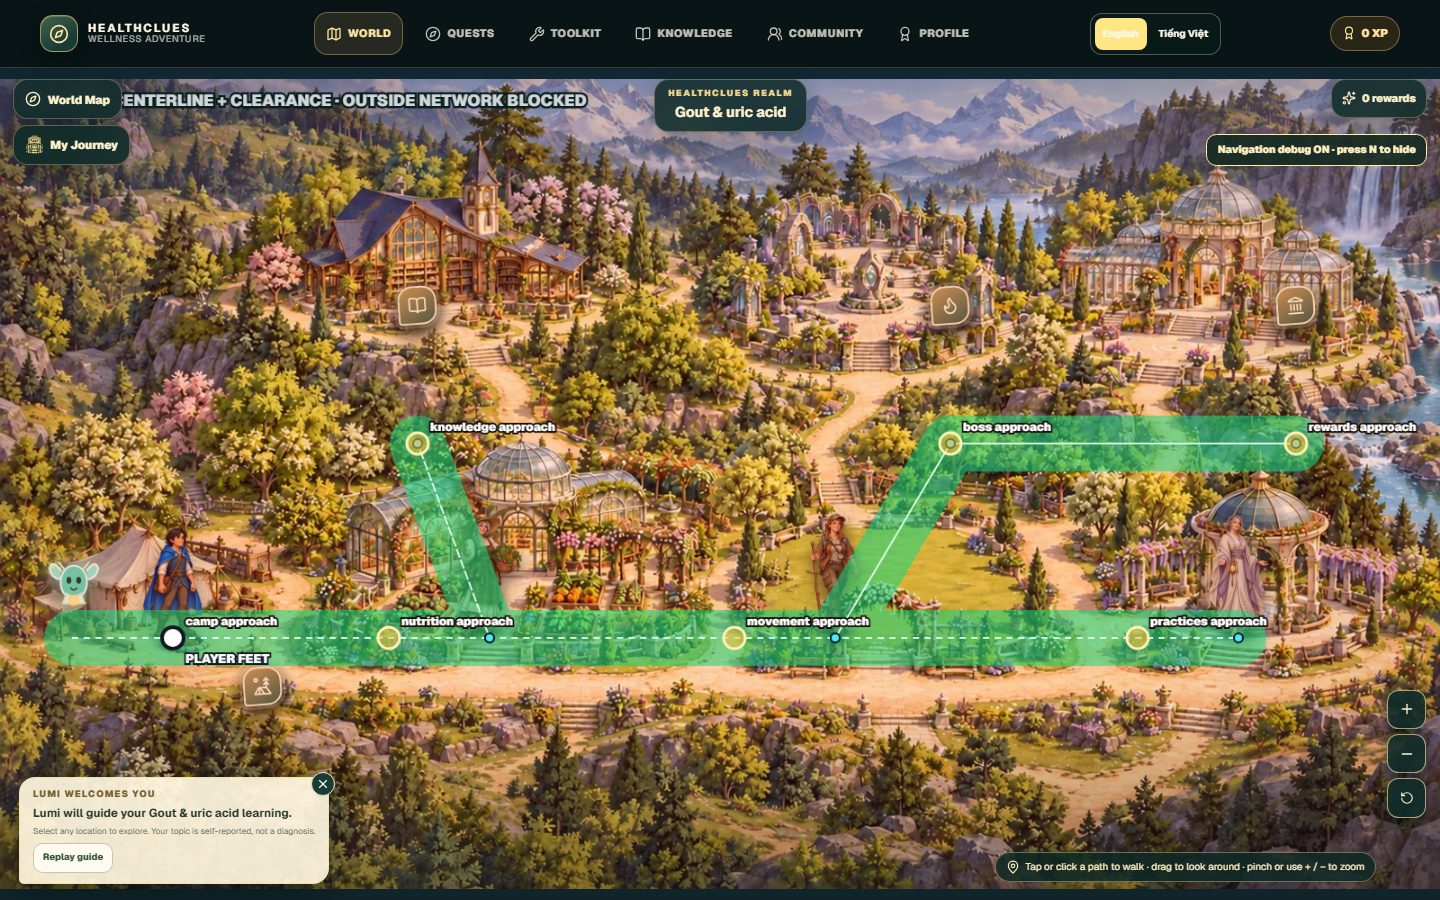 HEALTHCLUES
WELLNESS ADVENTURE
WORLD
QUESTS
TOOLKIT
KNOWLEDGE
COMMUNITY
PROFILE
English
Tiếng Việt
0 XP
World Map
ENTERLINE + CLEARANCE · OUTSIDE NETWORK BLOCKED
HEALTHCLUES REALM
Gout & uric acid
0 rewards
My Journey
Navigation debug ON · press N to hide
knowledge approach
boss approach
rewards approach
camp approach
nutrition approach
movement approach
practices approach
PLAYER FEET
LUMI WELCOMES YOU
Lumi will guide your Gout & uric acid learning.
Select any location to explore. Your topic is self-reported, not a diagnosis.
Replay guide
Tap or click a path to walk · drag to look around · pinch or use + / − to zoom